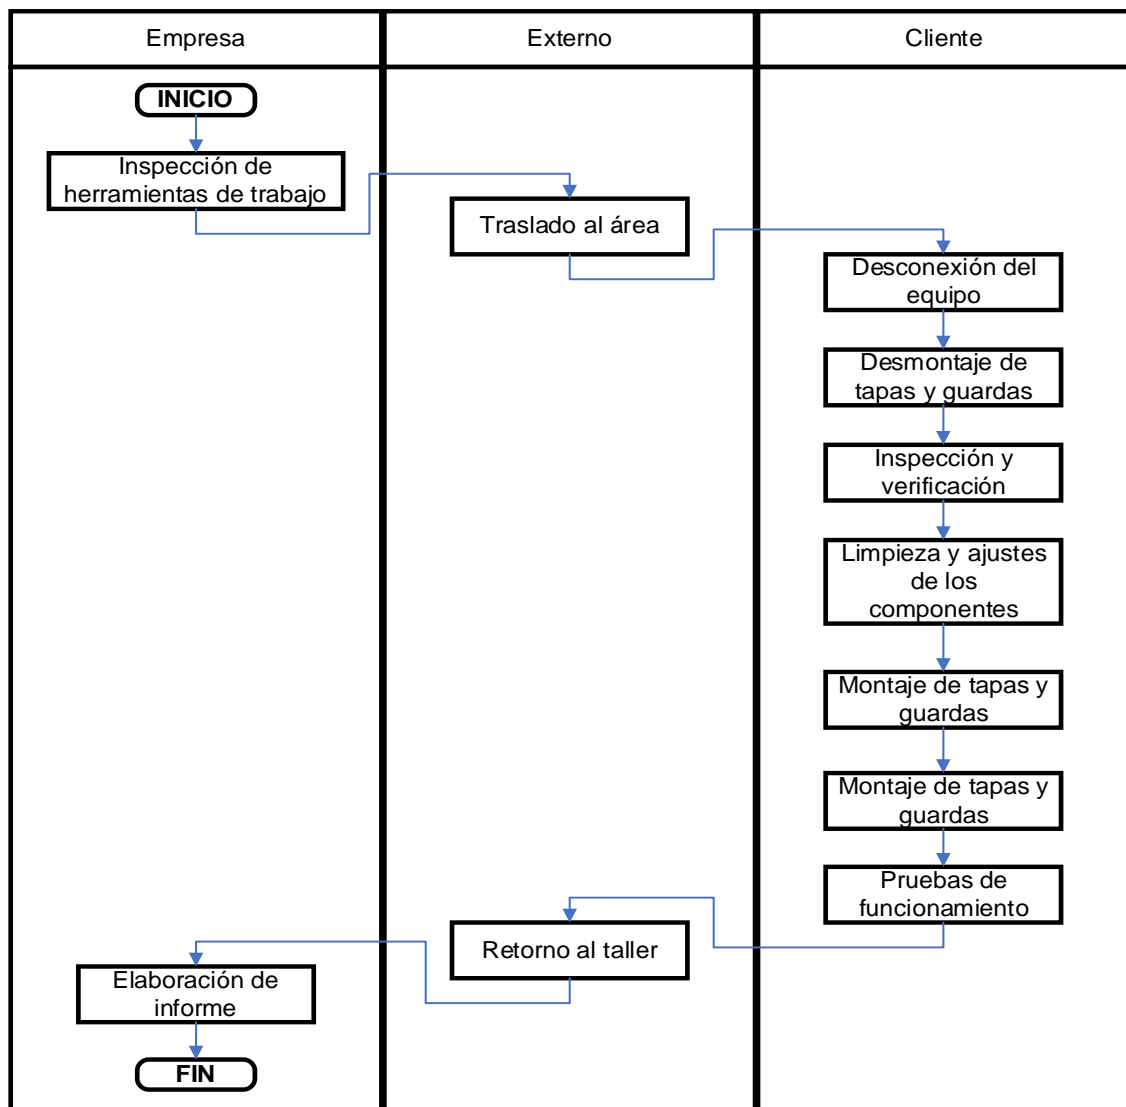 Empresa
Externo
Cliente
INICIO
Inspección de
herramientas de trabajo
Traslado al área
Desconexión del
equipo
Desmontaje de
tapas y guardas
Inspección y
verificación
Limpieza y ajustes
de los
componentes
Montaje de tapas y
guardas
Montaje de tapas y
guardas
Pruebas de
funcionamiento
Retorno al taller
Elaboración de
informe
FIN